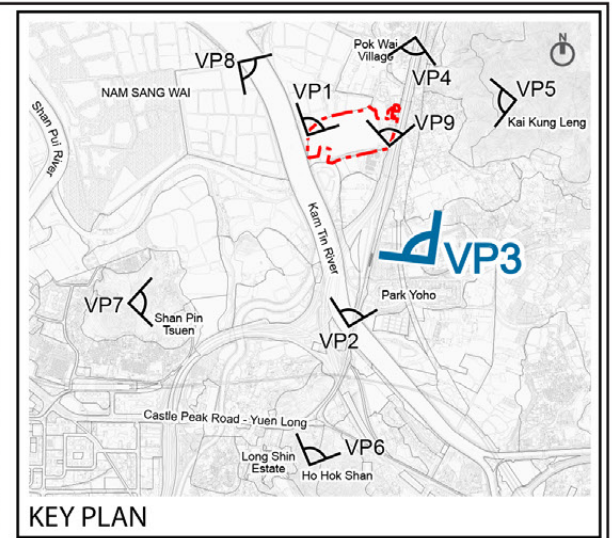 N
Pok Wai
Village
VP8
VP4
NAM SANG WAI
VP1
VP5
VP9
Kai Kung Leng
Shan Pui River
Kam Tin River
VP3
VP7
Park Yoho
Shan Pin
Tsuen
VP2
Castle Peak Road - Yuen Long
Long Shin
Estate
VP6
Ho Hok Shan
KEY PLAN